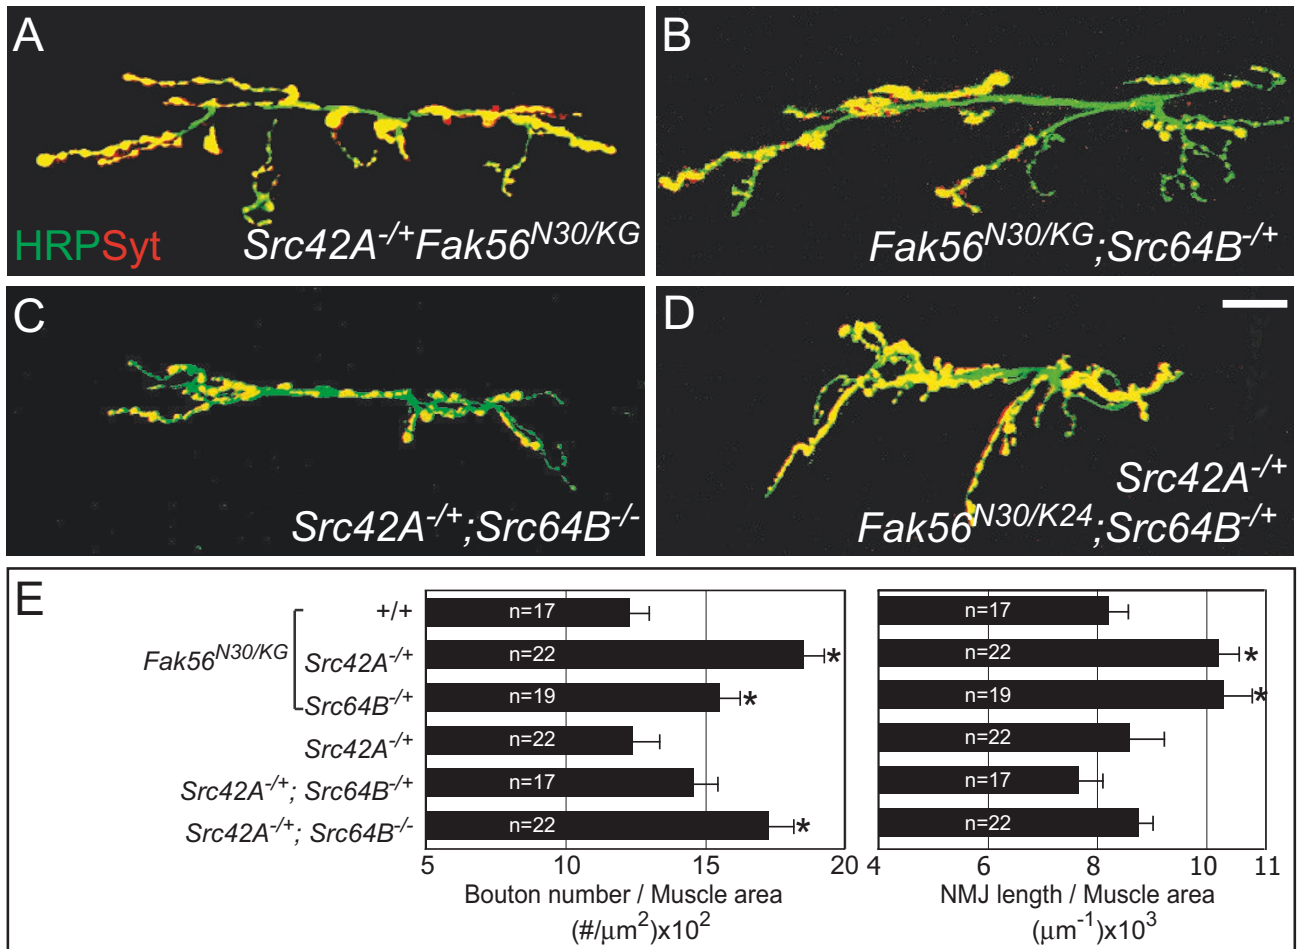 A
HRPSyt
Src42A-/+Fak56N30/KG
B
Fak56N30/KG;Src64B-/+
C
Src42A-/+;Src64B-/-
D
Src42A-/+
Fak56N30/K24;Src64B-/+
E
+/+
Fak56N30/KG
Src42A-/+
Src64B-/+
Src42A-/+
Src42A-/+; Src64B-/+
Src42A-/+; Src64B-/-
n=17
n=22 *
n=19 *
n=22
n=17
n=22 *
5 10 15 20
Bouton number / Muscle area
(#/μm2)x102
n=17
n=22 *
n=19 *
n=22
n=17
n=22
4 6 8 10 11
NMJ length / Muscle area
(μm-1)x103